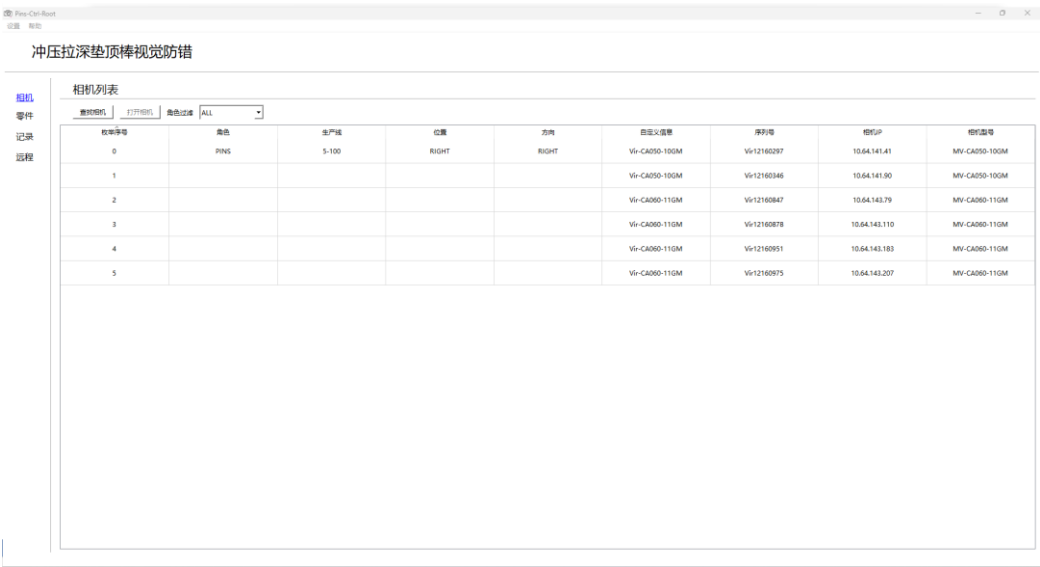 Pins-Ctrl-Root
设置 帮助
冲压拉深垫顶棒视觉防错
相机
零件
记录
远程
相机列表
查找相机 打开相机 角色过滤 ALL
枚举序号 角色 生产线 位置 方向 自定义信息 序列号 相机IP 相机型号
0 PINS 5-100 RIGHT RIGHT Vir-CA050-10GM Vir12160297 10.64.141.41 MV-CA050-10GM
1 Vir-CA050-10GM Vir12160346 10.64.141.90 MV-CA050-10GM
2 Vir-CA060-11GM Vir12160847 10.64.143.79 MV-CA060-11GM
3 Vir-CA060-11GM Vir12160878 10.64.143.110 MV-CA060-11GM
4 Vir-CA060-11GM Vir12160951 10.64.143.183 MV-CA060-11GM
5 Vir-CA060-11GM Vir12160975 10.64.143.207 MV-CA060-11GM